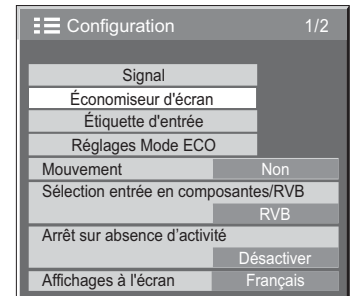 Configuration 1/2
Signal
Économiseur d'écran
Étiquette d'entrée
Réglages Mode ECO
Mouvement Non
Sélection entrée en composantes/RVB
RVB
Arrêt sur absence d'activité
Désactiver
Affichages à l'écran Français